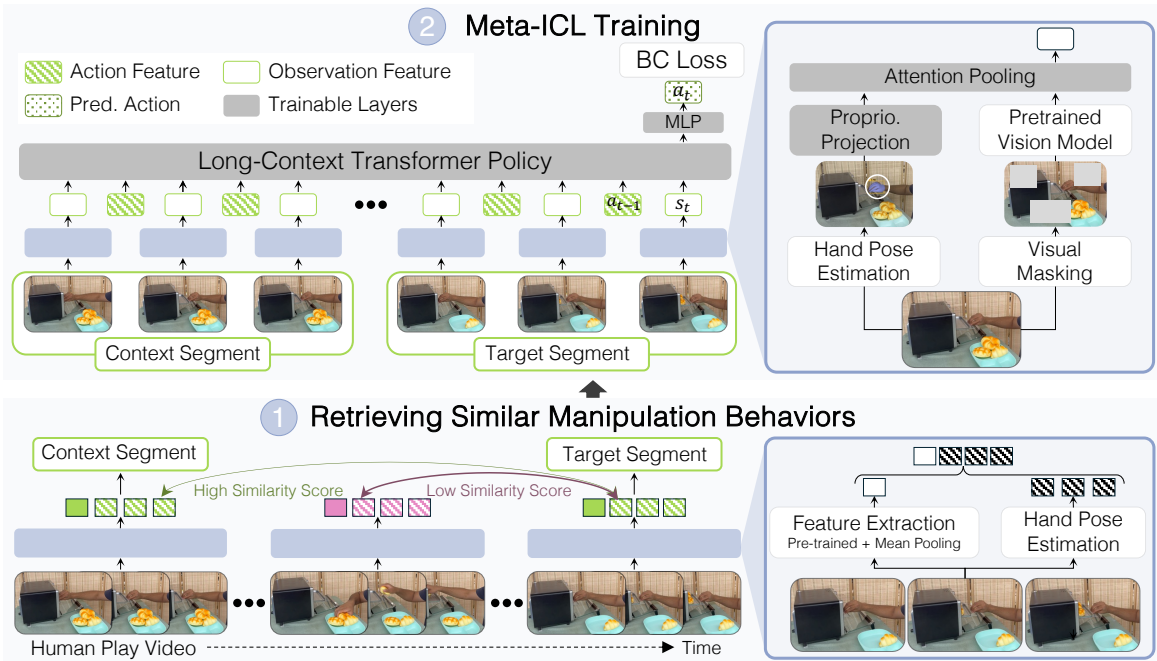 2 Meta-ICL Training
Action Feature
Observation Feature
Pred. Action
Trainable Layers
BC Loss
a_t
MLP
Long-Context Transformer Policy
a_{t-1}
s_t
Context Segment
Target Segment
Attention Pooling
Proprio.
Projection
Pretrained
Vision Model
Hand Pose
Estimation
Visual
Masking
1 Retrieving Similar Manipulation Behaviors
Context Segment
Target Segment
High Similarity Score
Low Similarity Score
Human Play Video
Time
Feature Extraction
Pre-trained + Mean Pooling
Hand Pose
Estimation